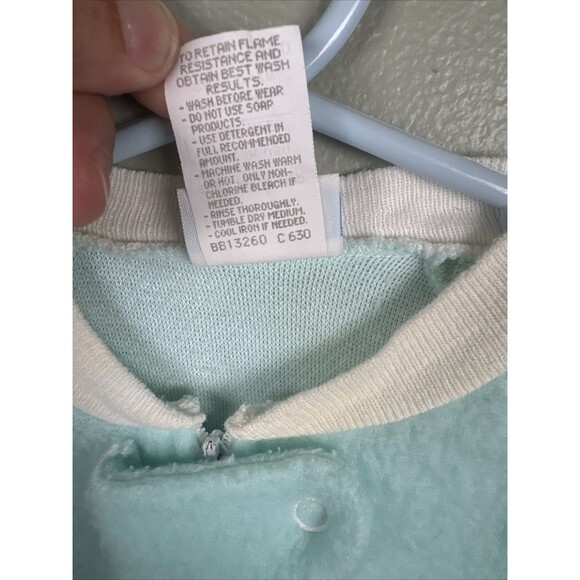 TO RETAIN FLAME
RESISTANCE AND
OBTAIN BEST WASH
RESULTS.
- WASH BEFORE WEAR
- DO NOT USE SOAP
PRODUCTS.
- USE DETERGENT IN
FULL RECOMMENDED
AMOUNT.
- MACHINE WASH WARM
OR HOT. ONLY NON-
CHLORINE BLEACH IF
NEEDED.
- RINSE THOROUGHLY.
- TUMBLE DRY MEDIUM.
- COOL IRON IF NEEDED.
BB13260 C630